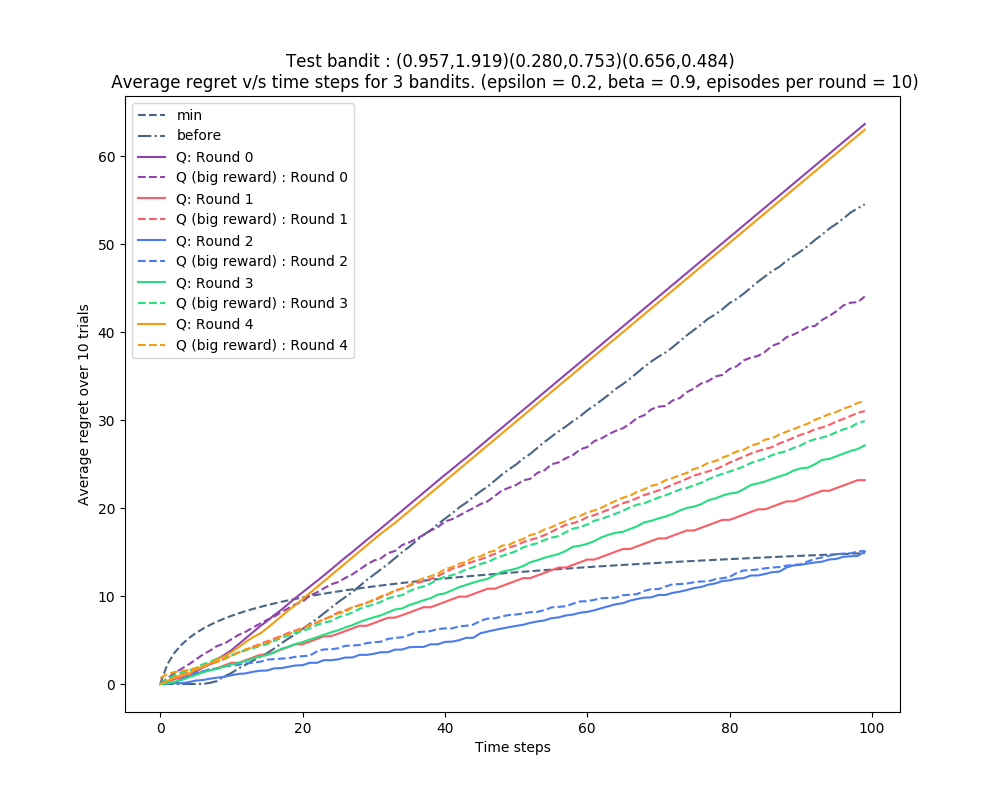 Test bandit : (0.957,1.919)(0.280,0.753)(0.656,0.484)
Average regret v/s time steps for 3 bandits. (epsilon = 0.2, beta = 0.9, episodes per round = 10)
min
before
Q: Round 0
Q (big reward) : Round 0
Q: Round 1
Q (big reward) : Round 1
Q: Round 2
Q (big reward) : Round 2
Q: Round 3
Q (big reward) : Round 3
Q: Round 4
Q (big reward) : Round 4
Average regret over 10 trials
60
50
40
30
20
10
0
0 20 40 60 80 100
Time steps